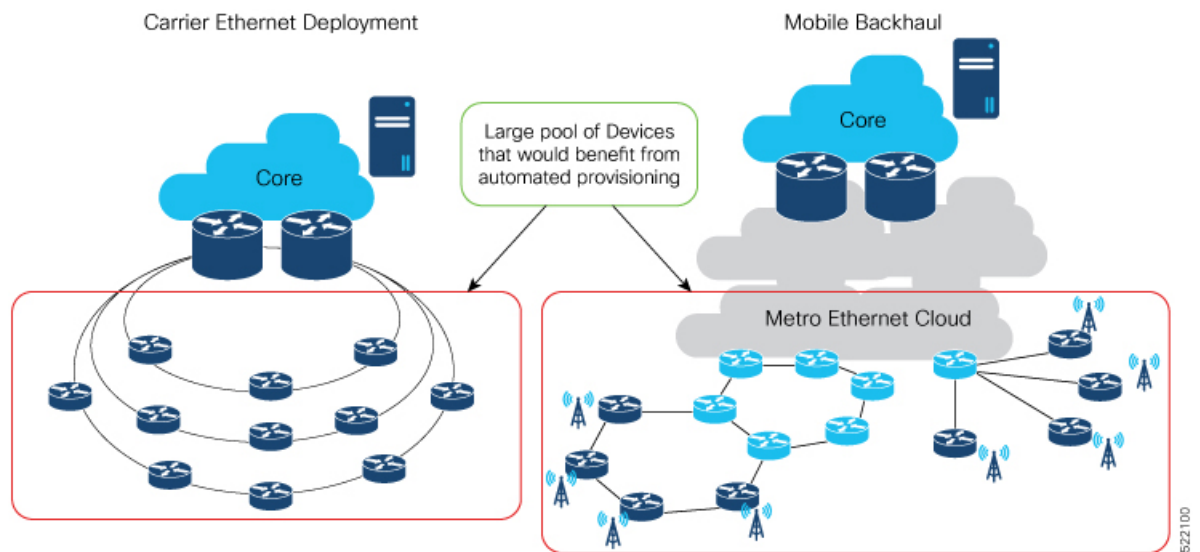 Carrier Ethernet Deployment
Mobile Backhaul
Core
Large pool of Devices
that would benefit from
automated provisioning
Core
Metro Ethernet Cloud
522100